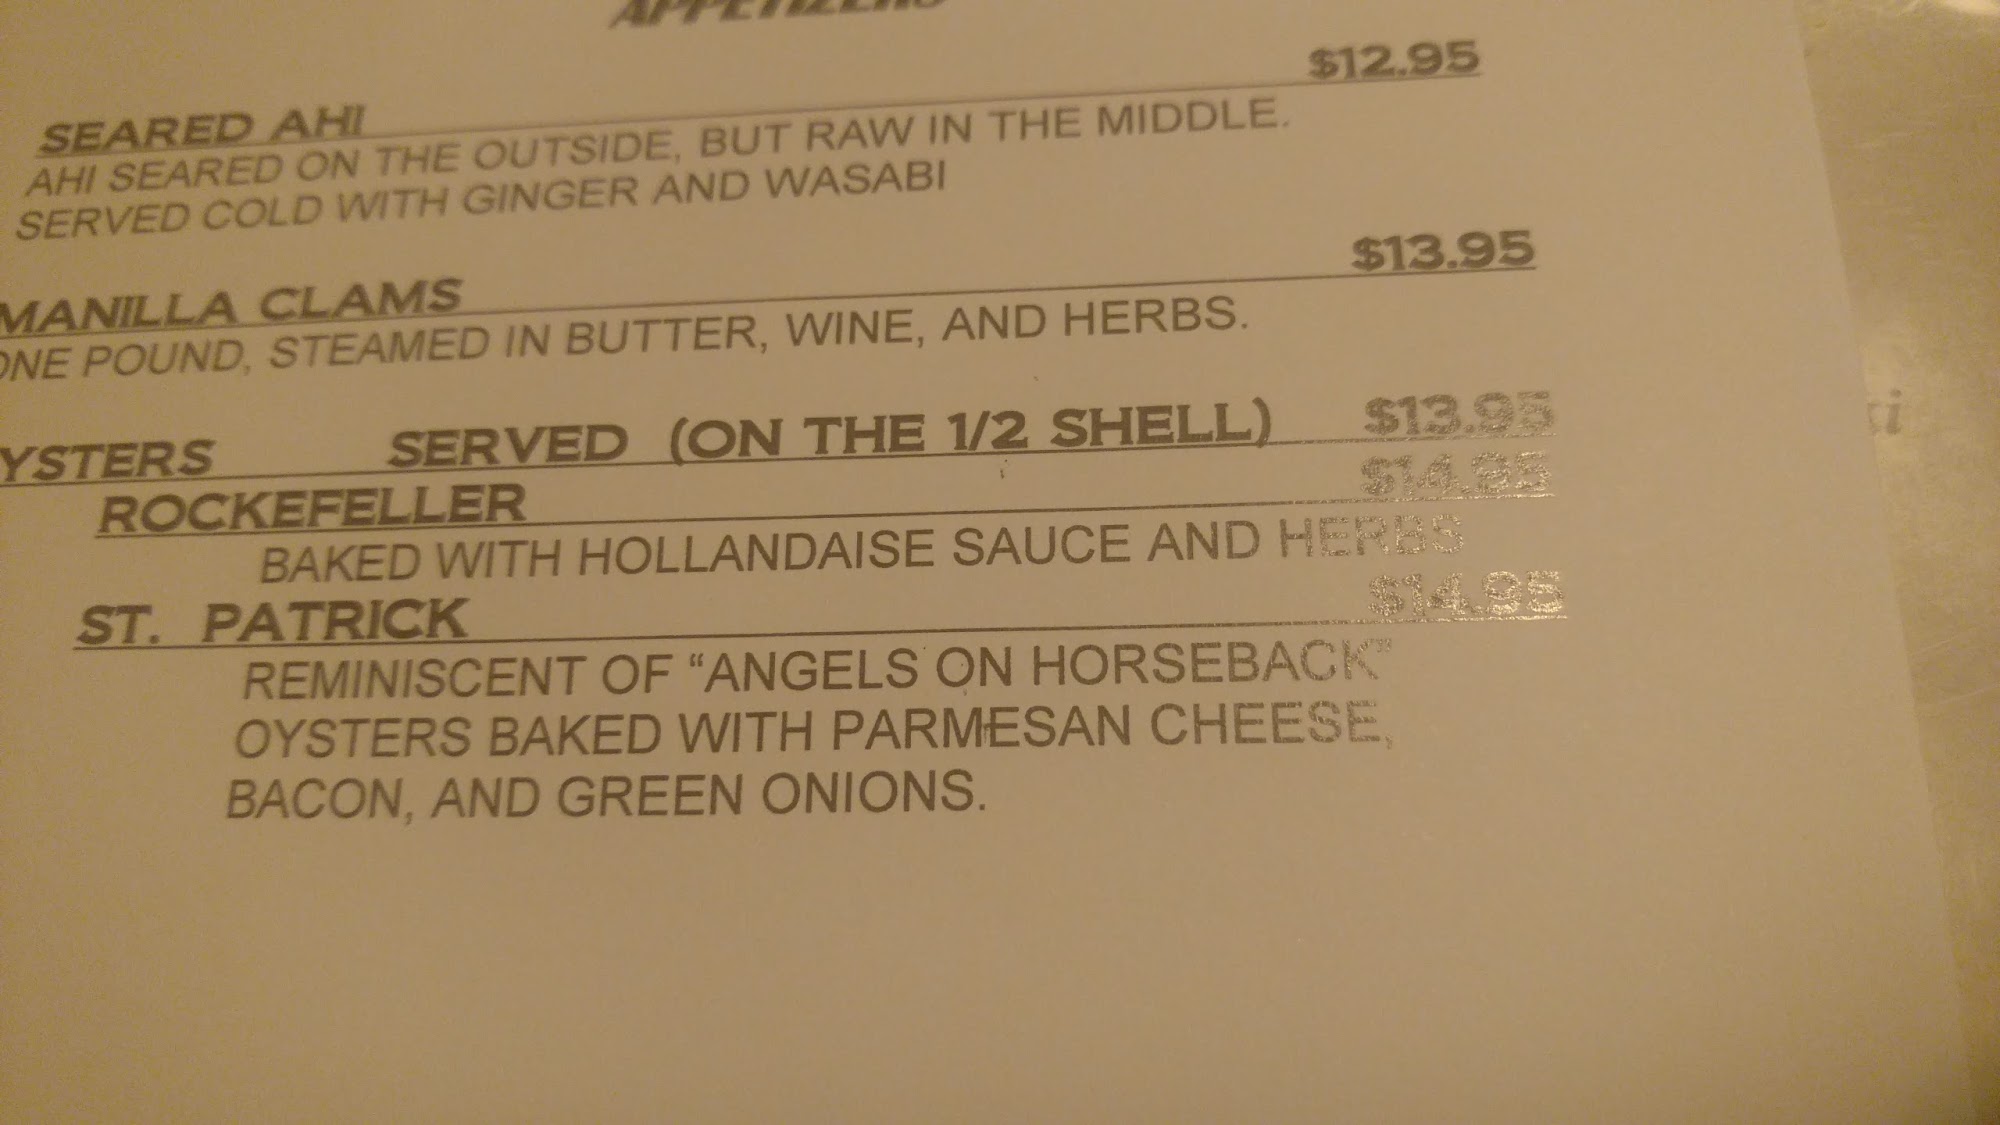 APPETIZERS
SEARED AHI $12.95
AHI SEARED ON THE OUTSIDE, BUT RAW IN THE MIDDLE.
SERVED COLD WITH GINGER AND WASABI
MANILLA CLAMS $13.95
ONE POUND, STEAMED IN BUTTER, WINE, AND HERBS.
YSTERS SERVED (ON THE 1/2 SHELL) $13.95
ROCKEFELLER $14.95
BAKED WITH HOLLANDAISE SAUCE AND HERBS
ST. PATRICK $14.95
REMINISCENT OF “ANGELS ON HORSEBACK”
OYSTERS BAKED WITH PARMESAN CHEESE,
BACON, AND GREEN ONIONS.